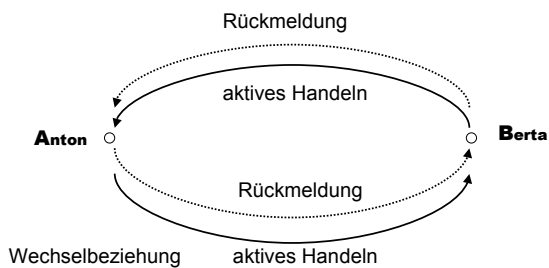 Rückmeldung
aktives Handeln
Anton
Berta
Rückmeldung
Wechselbeziehung aktives Handeln